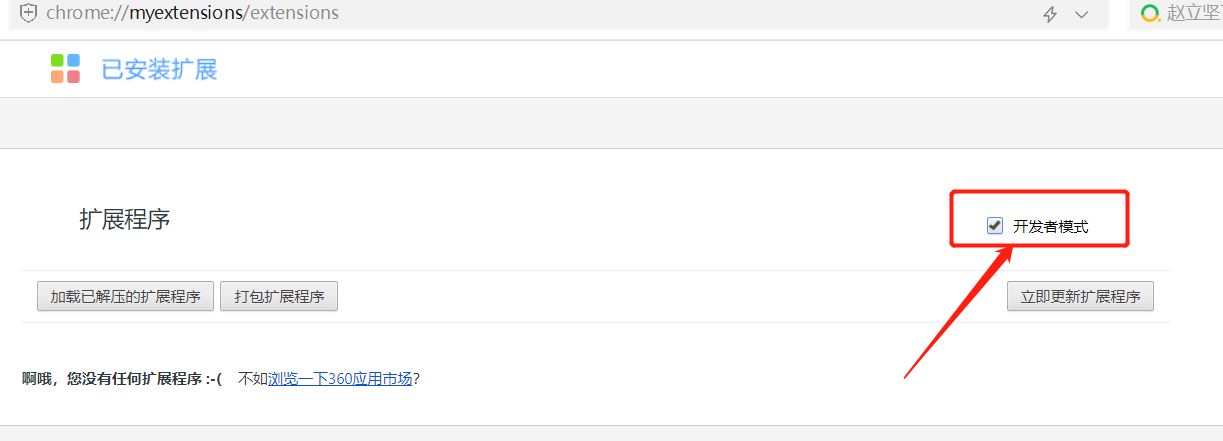 chrome://myextensions/extensions 赵立坚
已安装扩展
扩展程序
开发者模式
加载已解压的扩展程序 打包扩展程序 立即更新扩展程序
啊哦，您没有任何扩展程序 :-( 不如浏览一下360应用市场?